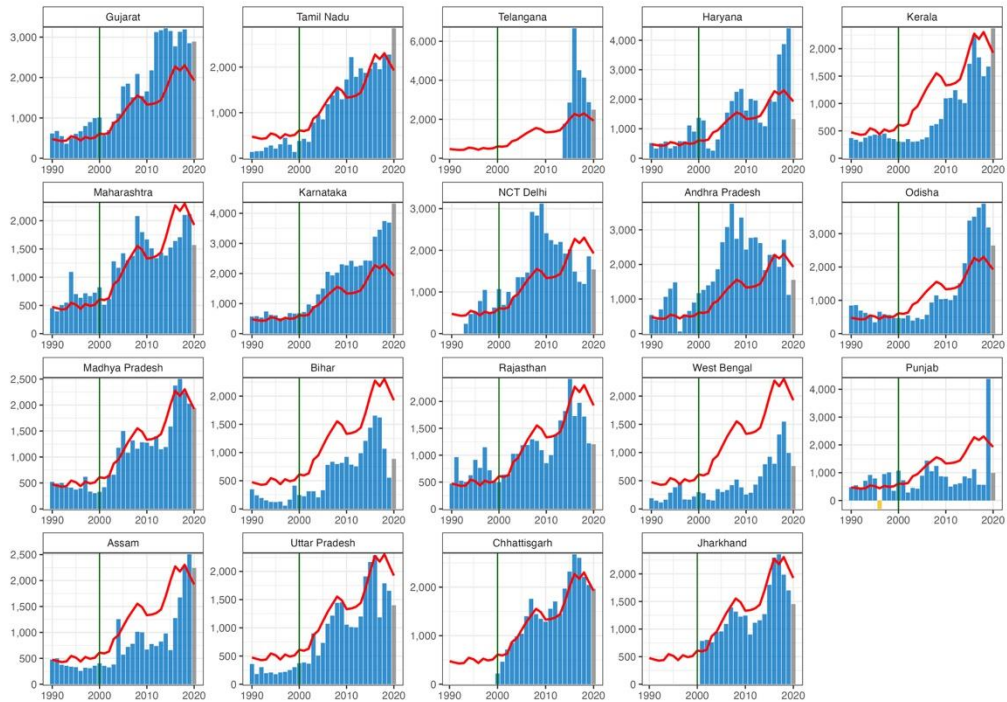 Gujarat
3,000
2,000
1,000
0
1990 2000 2010 2020
Tamil Nadu
2,000
1,000
0
1990 2000 2010 2020
Telangana
6,000
4,000
2,000
0
1990 2000 2010 2020
Haryana
4,000
3,000
2,000
1,000
0
1990 2000 2010 2020
Kerala
2,000
1,500
1,000
500
0
1990 2000 2010 2020
Maharashtra
2,000
1,500
1,000
500
0
1990 2000 2010 2020
Karnataka
4,000
3,000
2,000
1,000
0
1990 2000 2010 2020
NCT Delhi
3,000
2,000
1,000
0
1990 2000 2010 2020
Andhra Pradesh
3,000
2,000
1,000
0
1990 2000 2010 2020
Odisha
3,000
2,000
1,000
0
1990 2000 2010 2020
Madhya Pradesh
2,500
2,000
1,500
1,000
500
0
1990 2000 2010 2020
Bihar
2,000
1,500
1,000
500
0
1990 2000 2010 2020
Rajasthan
2,000
1,500
1,000
500
0
1990 2000 2010 2020
West Bengal
2,000
1,500
1,000
500
0
1990 2000 2010 2020
Punjab
4,000
3,000
2,000
1,000
0
1990 2000 2010 2020
Assam
2,500
2,000
1,500
1,000
500
0
1990 2000 2010 2020
Uttar Pradesh
2,000
1,500
1,000
500
0
1990 2000 2010 2020
Chhattisgarh
2,000
1,000
0
1990 2000 2010 2020
Jharkhand
2,000
1,500
1,000
500
0
1990 2000 2010 2020